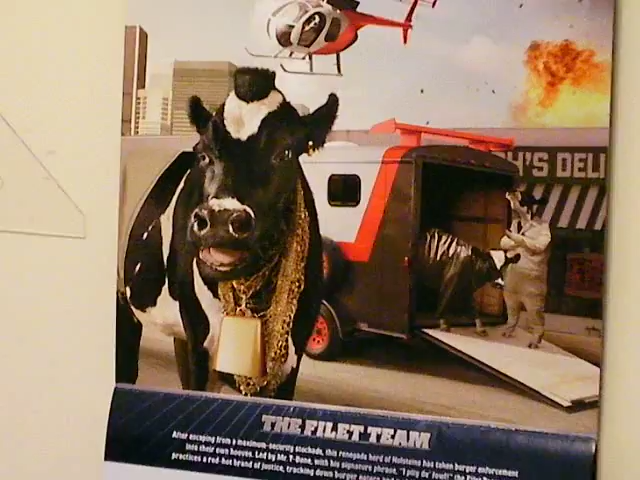 H'S DELI
THE FILET TEAM
After escaping from a maximum-security stockade, this renegade herd of Holsteins has taken burger enforcement
into their own hooves. Led by Mr. T-Bone, with his signature phrase, "I pity da' fowl!" the Filet
practices a red-hot brand of justice, tracking down burger